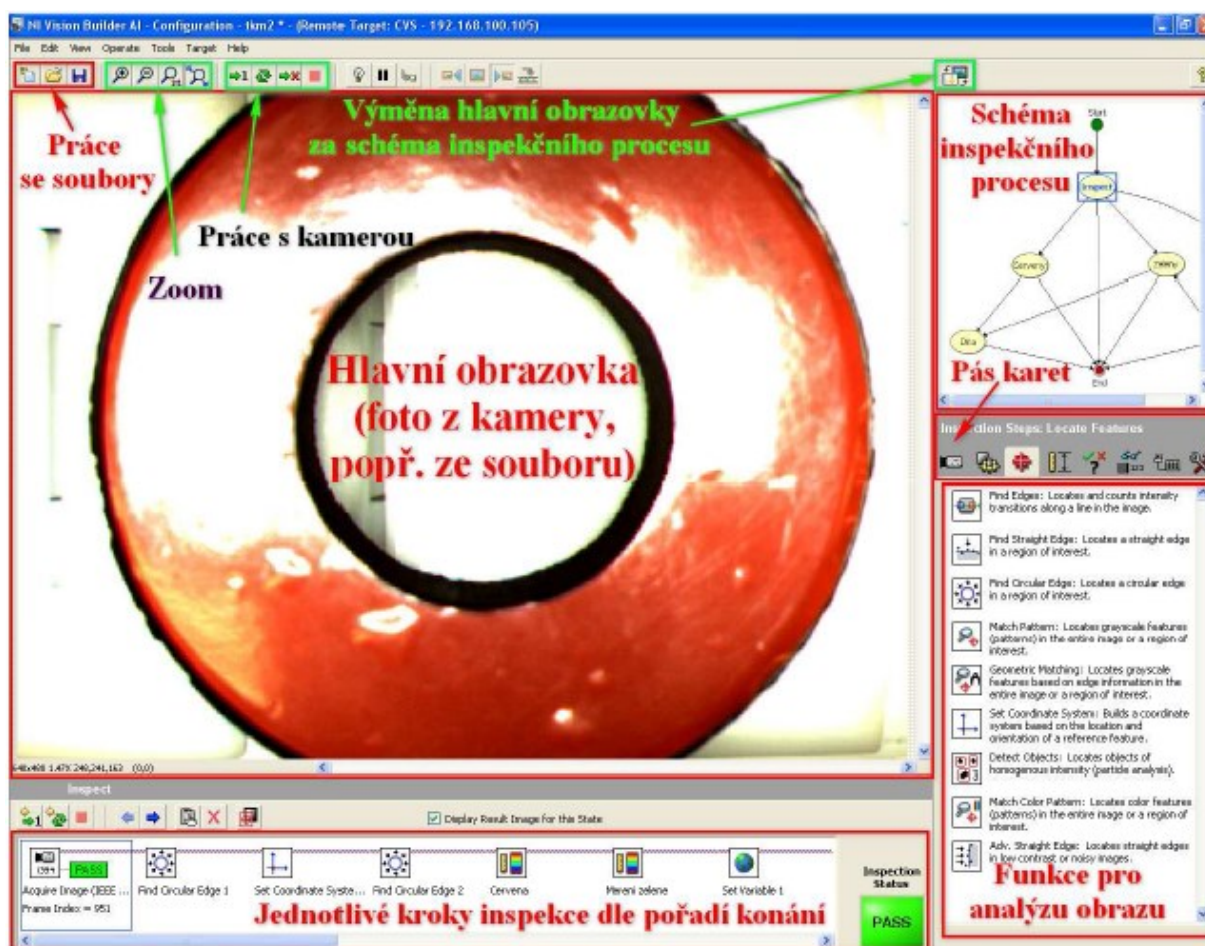 NI Vision Builder AI - Configuration - tkm2 * - (Remote Target: CVS - 192.168.100.105)
File Edit View Operate Tools Target Help
Výměna hlavní obrazovky
za schéma inspekčního procesu
Práce
se soubory
Práce s kamerou
Zoom
Hlavní obrazovka
(foto z kamery,
popř. ze souboru)
Schéma
inspekčního
procesu
Start
Inspect
Cerveny
Zeleny
Dira
End
Pás karet
Inspection Steps: Locate Features
Find Edges: Locates and counts intensity
transitions along a line in the image.
Find Straight Edge: Locates a straight edge
in a region of interest.
Find Circular Edge: Locates a circular edge
in a region of interest.
Match Pattern: Locates grayscale features
(patterns) in the entire image or a region of
interest.
Geometric Matching: Locates grayscale
features based on edge information in the
entire image or a region of interest.
Set Coordinate System: Builds a coordinate
system based on the location and
orientation of a reference feature.
Detect Objects: Locates objects of
homogenous intensity (particle analysis).
Match Color Pattern: Locates color features
(patterns) in the entire image or a region of
interest.
Adv. Straight Edge: Locates straight edges
in low contrast or noisy images.
Funkce pro
analýzu obrazu
640x480 1.47X 248,241,163 (0,0)
Inspect
Display Result Image for this State
1394 PASS
Acquire Image (IEEE ...
Frame Index = 951
Find Circular Edge 1
Set Coordinate Syste...
Find Circular Edge 2
Cervena
Mereni zelene
Set Variable 1
Jednotlivé kroky inspekce dle pořadí konání
Inspection
Status
PASS